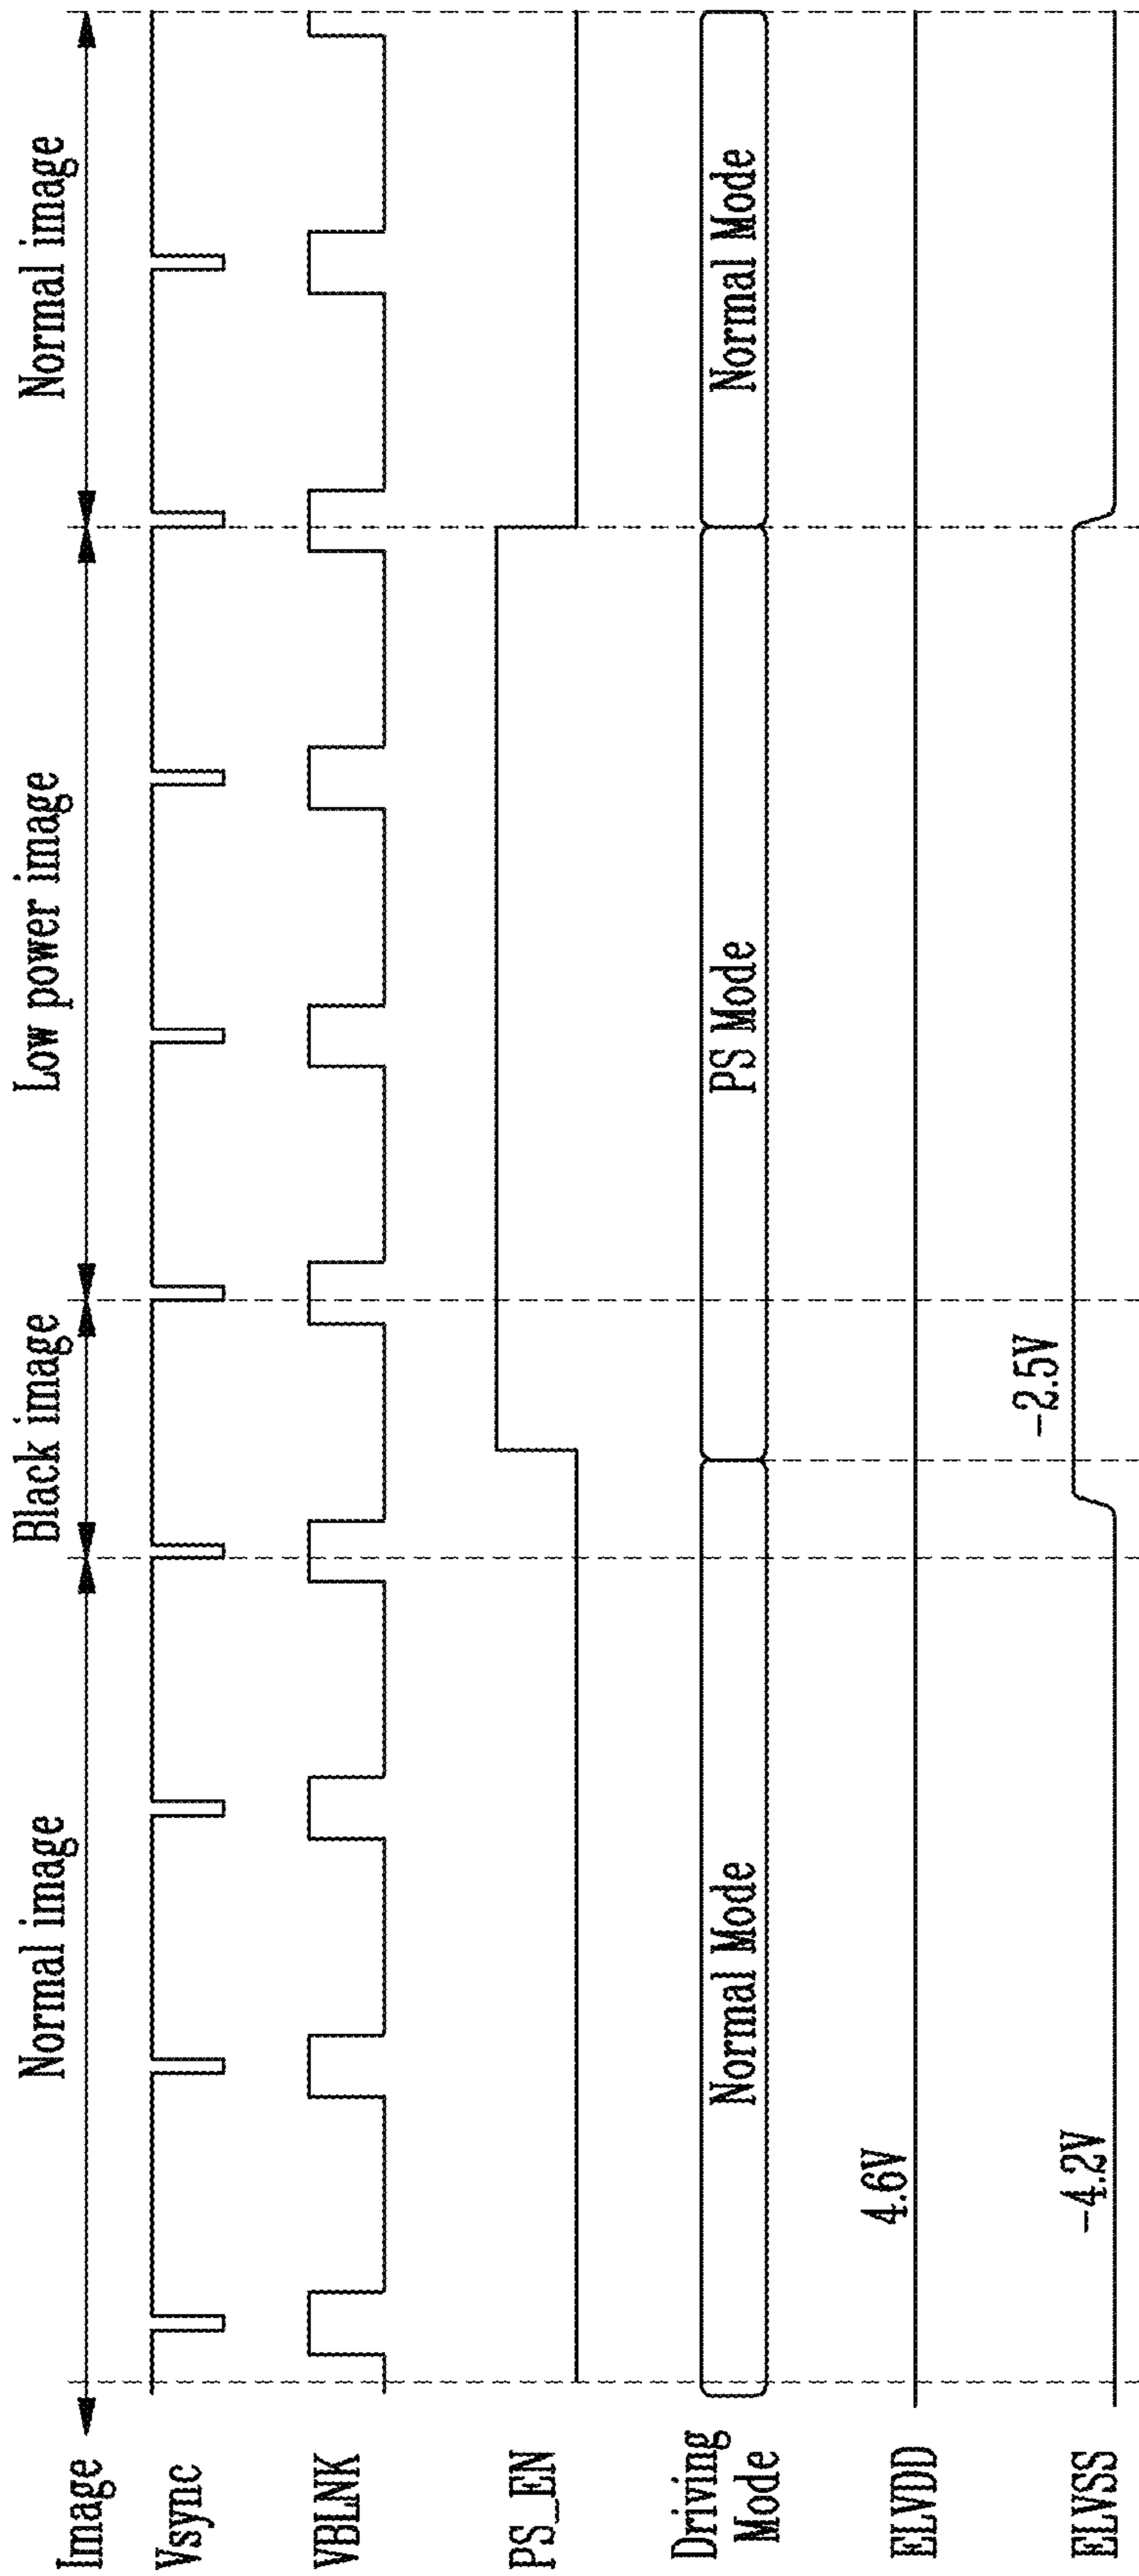 Image
Normal image
Black image
Low power image
Normal image
Vsync
VBLNK
PS_EN
Driving
Mode
Normal Mode
PS Mode
Normal Mode
ELVDD
4.6V
ELVSS
-4.2V
-2.5V